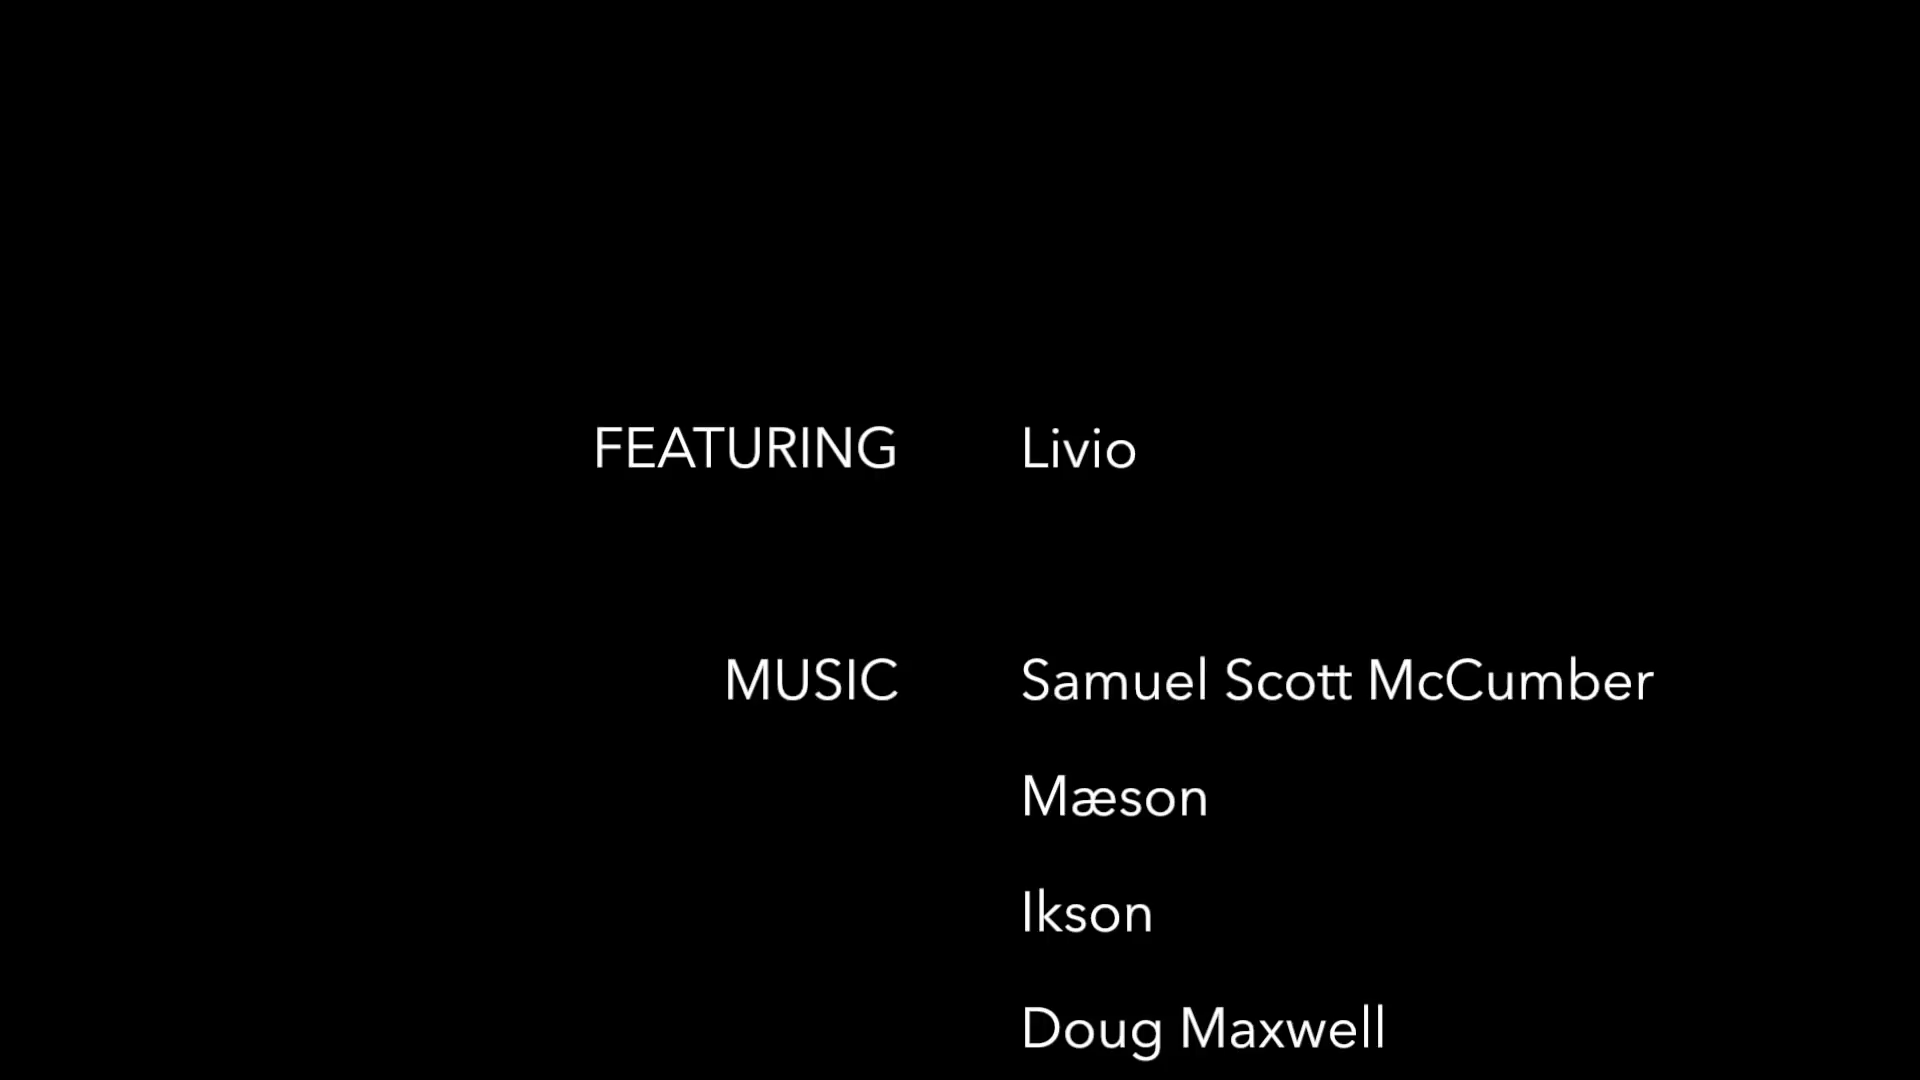 FEATURING Livio
MUSIC Samuel Scott McCumber
Mæson
Ikson
Doug Maxwell